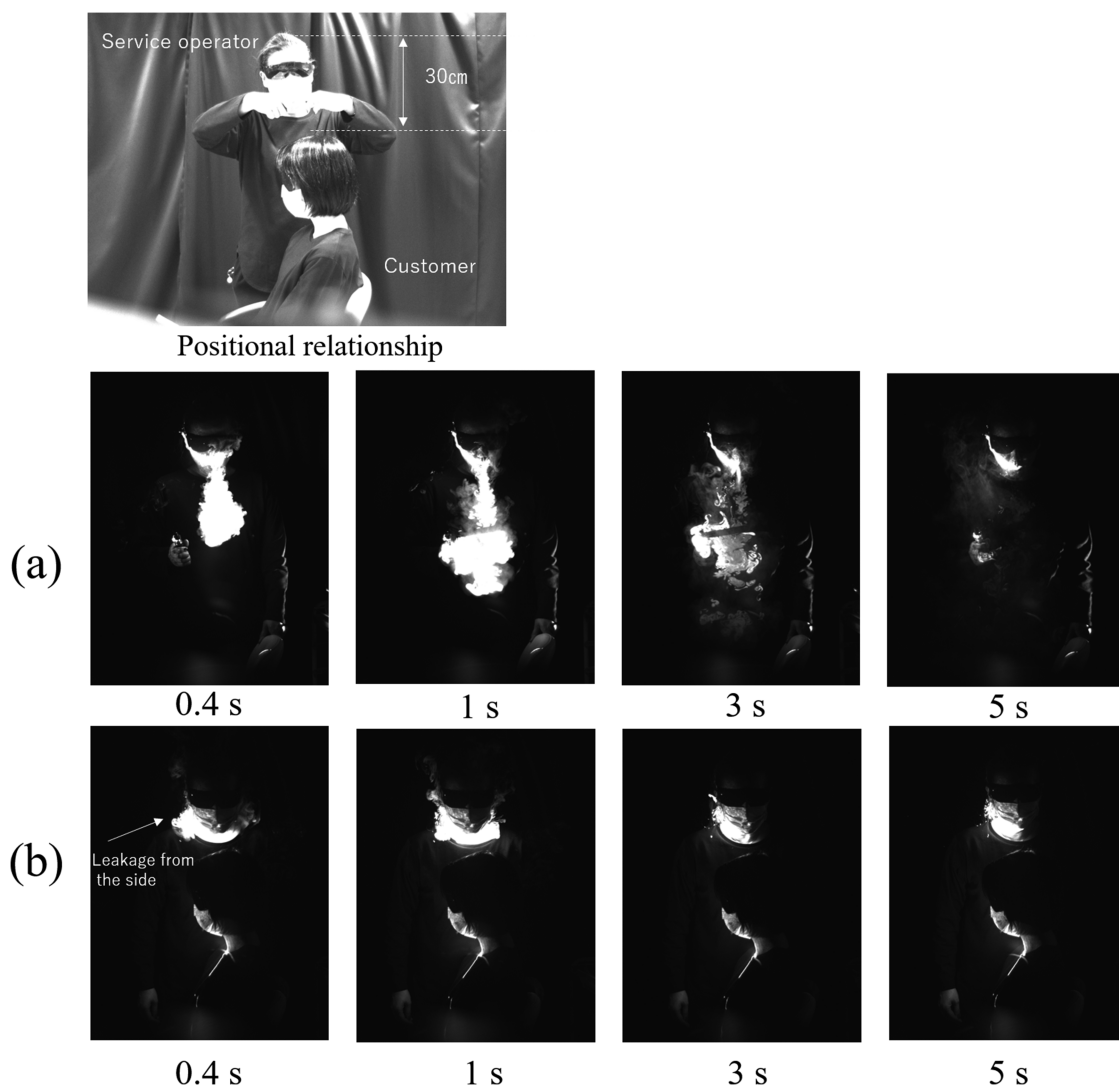 Service operator
30㎝
Customer
Positional relationship
(a)
0.4 s
1 s
3 s
5 s
(b)
Leakage from
the side
0.4 s
1 s
3 s
5 s